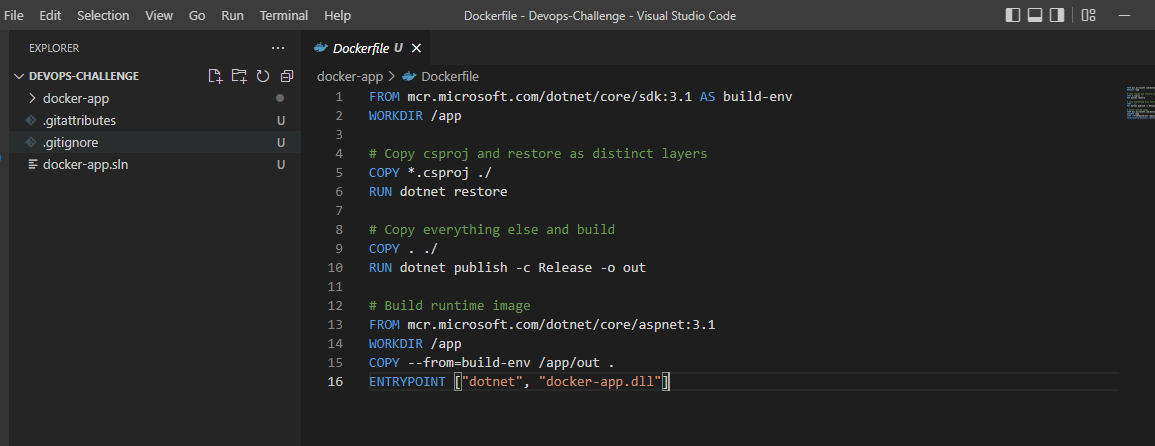 File Edit Selection View Go Run Terminal Help Dockerfile - Devops-Challenge - Visual Studio Code
EXPLORER
DEVOPS-CHALLENGE
docker-app
.gitattributes U
.gitignore U
docker-app.sln U
Dockerfile U
docker-app > Dockerfile
1 FROM mcr.microsoft.com/dotnet/core/sdk:3.1 AS build-env
2 WORKDIR /app
3
4 # Copy csproj and restore as distinct layers
5 COPY *.csproj ./
6 RUN dotnet restore
7
8 # Copy everything else and build
9 COPY . ./
10 RUN dotnet publish -c Release -o out
11
12 # Build runtime image
13 FROM mcr.microsoft.com/dotnet/core/aspnet:3.1
14 WORKDIR /app
15 COPY --from=build-env /app/out .
16 ENTRYPOINT ["dotnet", "docker-app.dll"]